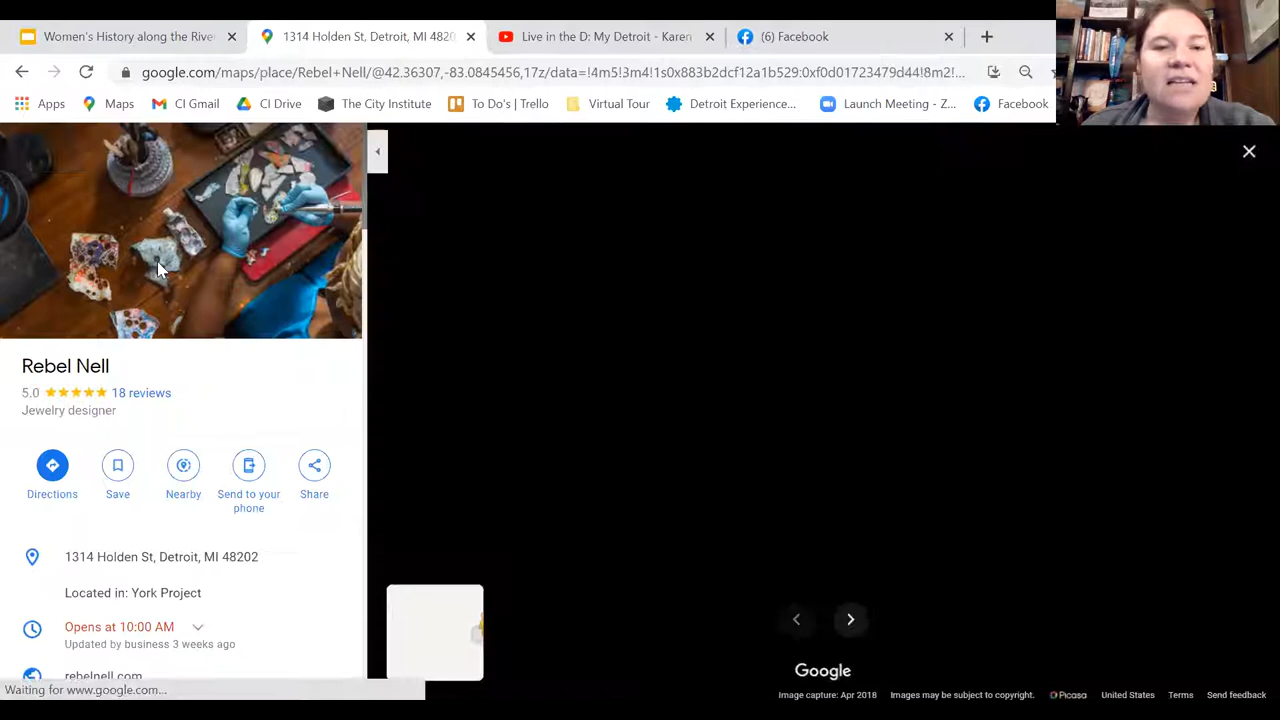 Women's History along the Rive
1314 Holden St, Detroit, MI 4820
Live in the D: My Detroit - Karen
(6) Facebook
google.com/maps/place/Rebel+Nell/@42.36307,-83.0845456,17z/data=!4m5!3m4!1s0x883b2dcf12a1b529:0xf0d01723479d44!8m2!...
Apps
Maps
CI Gmail
CI Drive
The City Institute
To Do's | Trello
Virtual Tour
Detroit Experience...
Launch Meeting - Z...
Facebook
Rebel Nell
5.0
18 reviews
Jewelry designer
Directions
Save
Nearby
Send to your
phone
Share
1314 Holden St, Detroit, MI 48202
Located in: York Project
Opens at 10:00 AM
Updated by business 3 weeks ago
rebelnell.com
Waiting for www.google.com...
Google
Image capture: Apr 2018
Images may be subject to copyright.
Picasa
United States
Terms
Send feedback